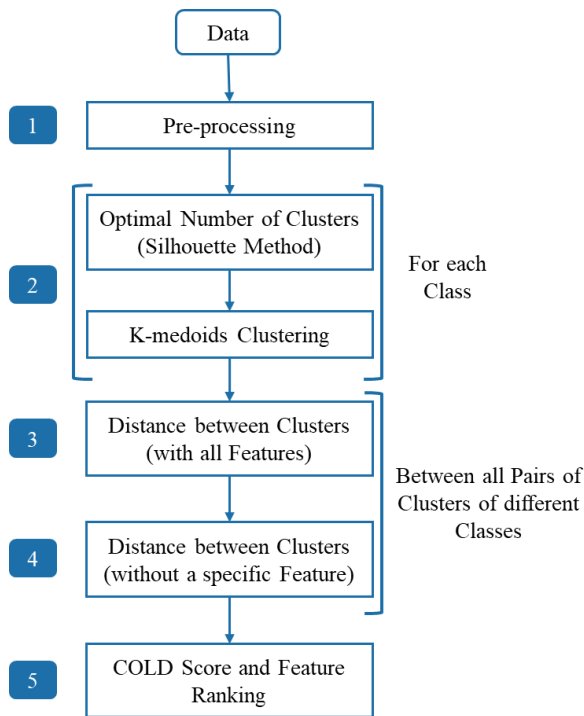 Data
1
Pre-processing
2
Optimal Number of Clusters
(Silhouette Method)
K-medoids Clustering
For each
Class
3
Distance between Clusters
(with all Features)
4
Distance between Clusters
(without a specific Feature)
Between all Pairs of
Clusters of different
Classes
5
COLD Score and Feature
Ranking